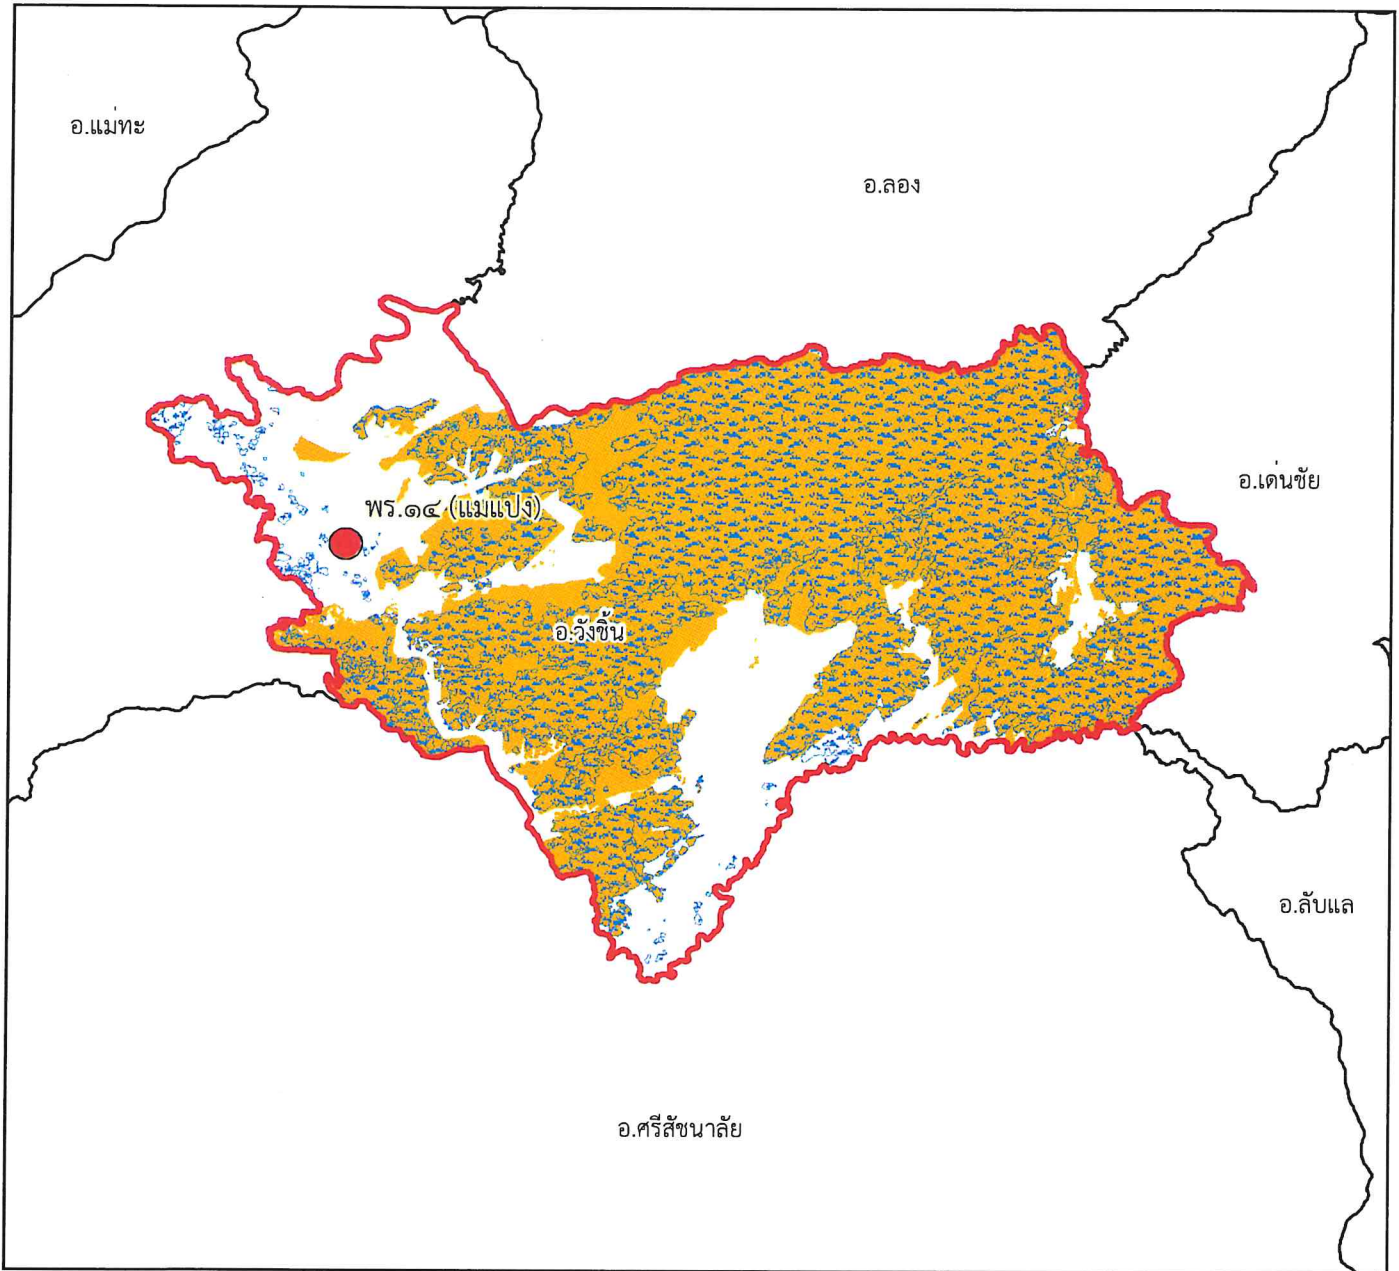 อ.แม่ทะ
อ.ลอง
อ.เด่นชัย
พร.๑๔ (แมแปง)
อ.วังชิ้น
อ.ลับแล
อ.ศรีสัชนาลัย